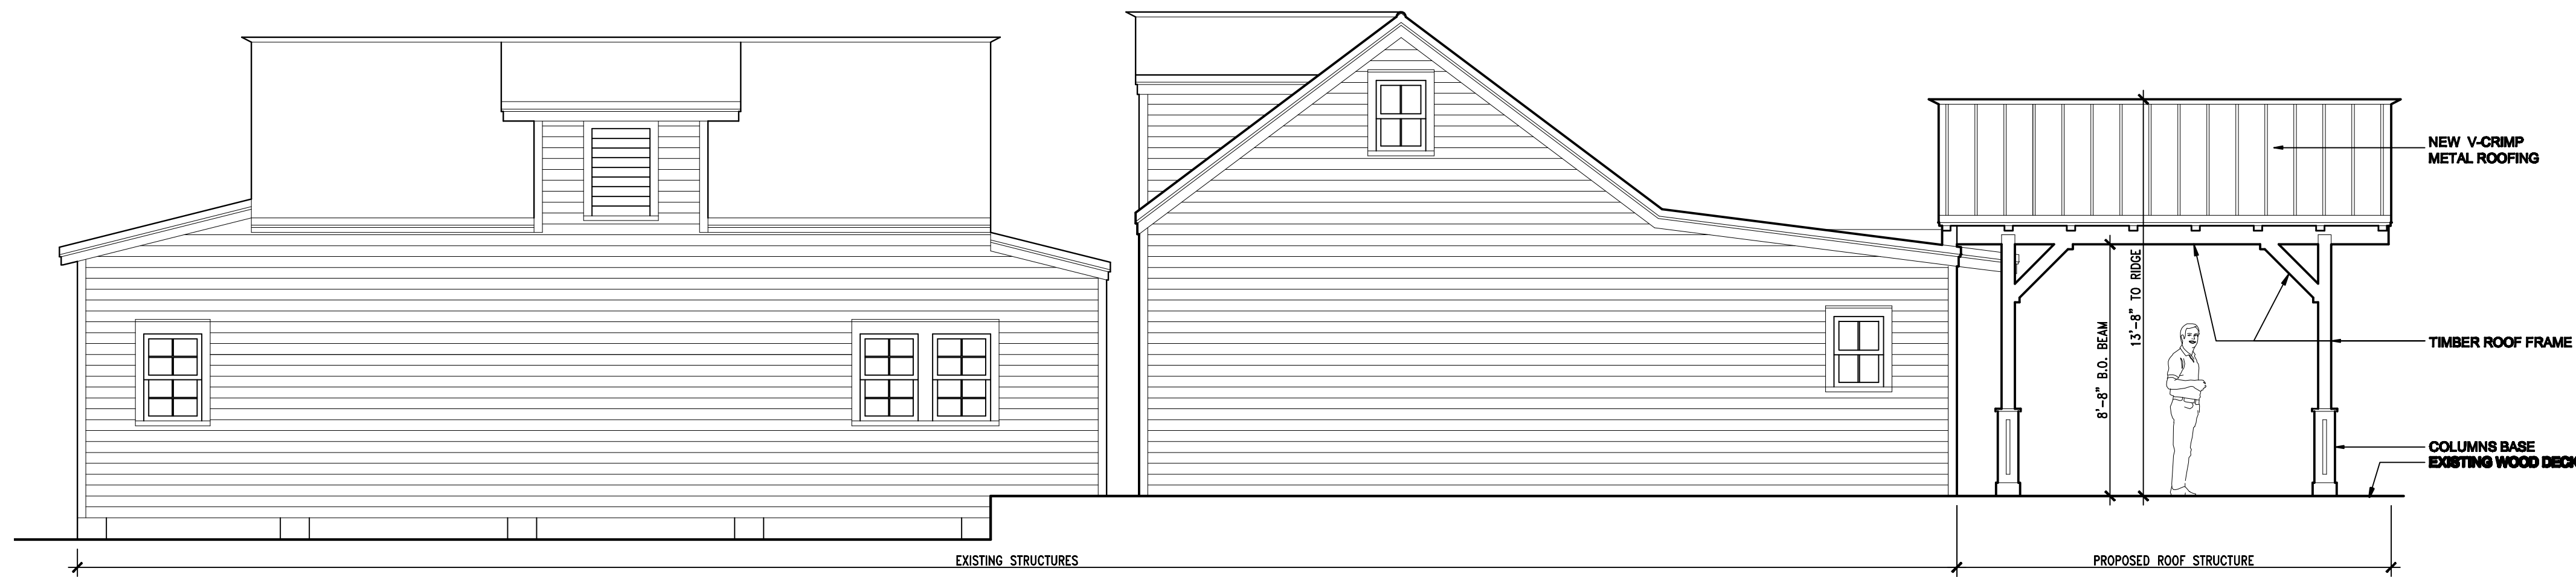 NEW V-CRIMP
METAL ROOFING
13'-8" TO RIDGE
8'-8" B.O. BEAM
TIMBER ROOF FRAME
COLUMNS BASE
EXISTING WOOD DECK
EXISTING STRUCTURES
PROPOSED ROOF STRUCTURE